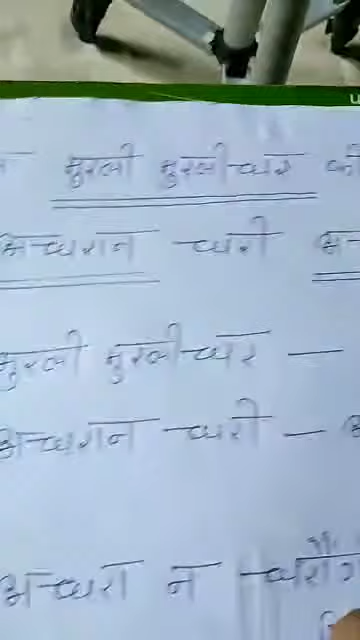 मुरली मुरलीधर की
अधरान धरी
मुरली मुरलीधर —
अधरान धरी —
अधरा न